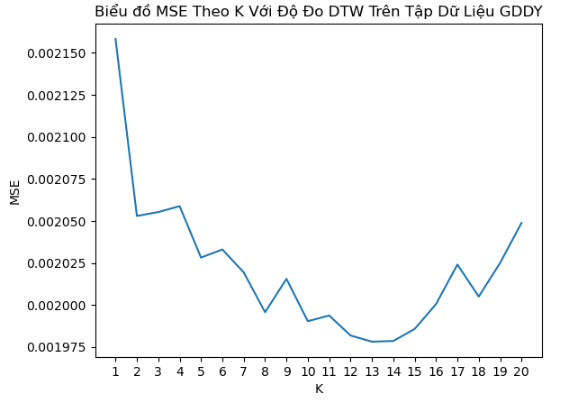 Biểu đồ MSE Theo K Với Độ Đo DTW Trên Tập Dữ Liệu GDDY
0.002150
0.002125
0.002100
0.002075
0.002050
0.002025
0.002000
0.001975
MSE
1 2 3 4 5 6 7 8 9 10 11 12 13 14 15 16 17 18 19 20
K